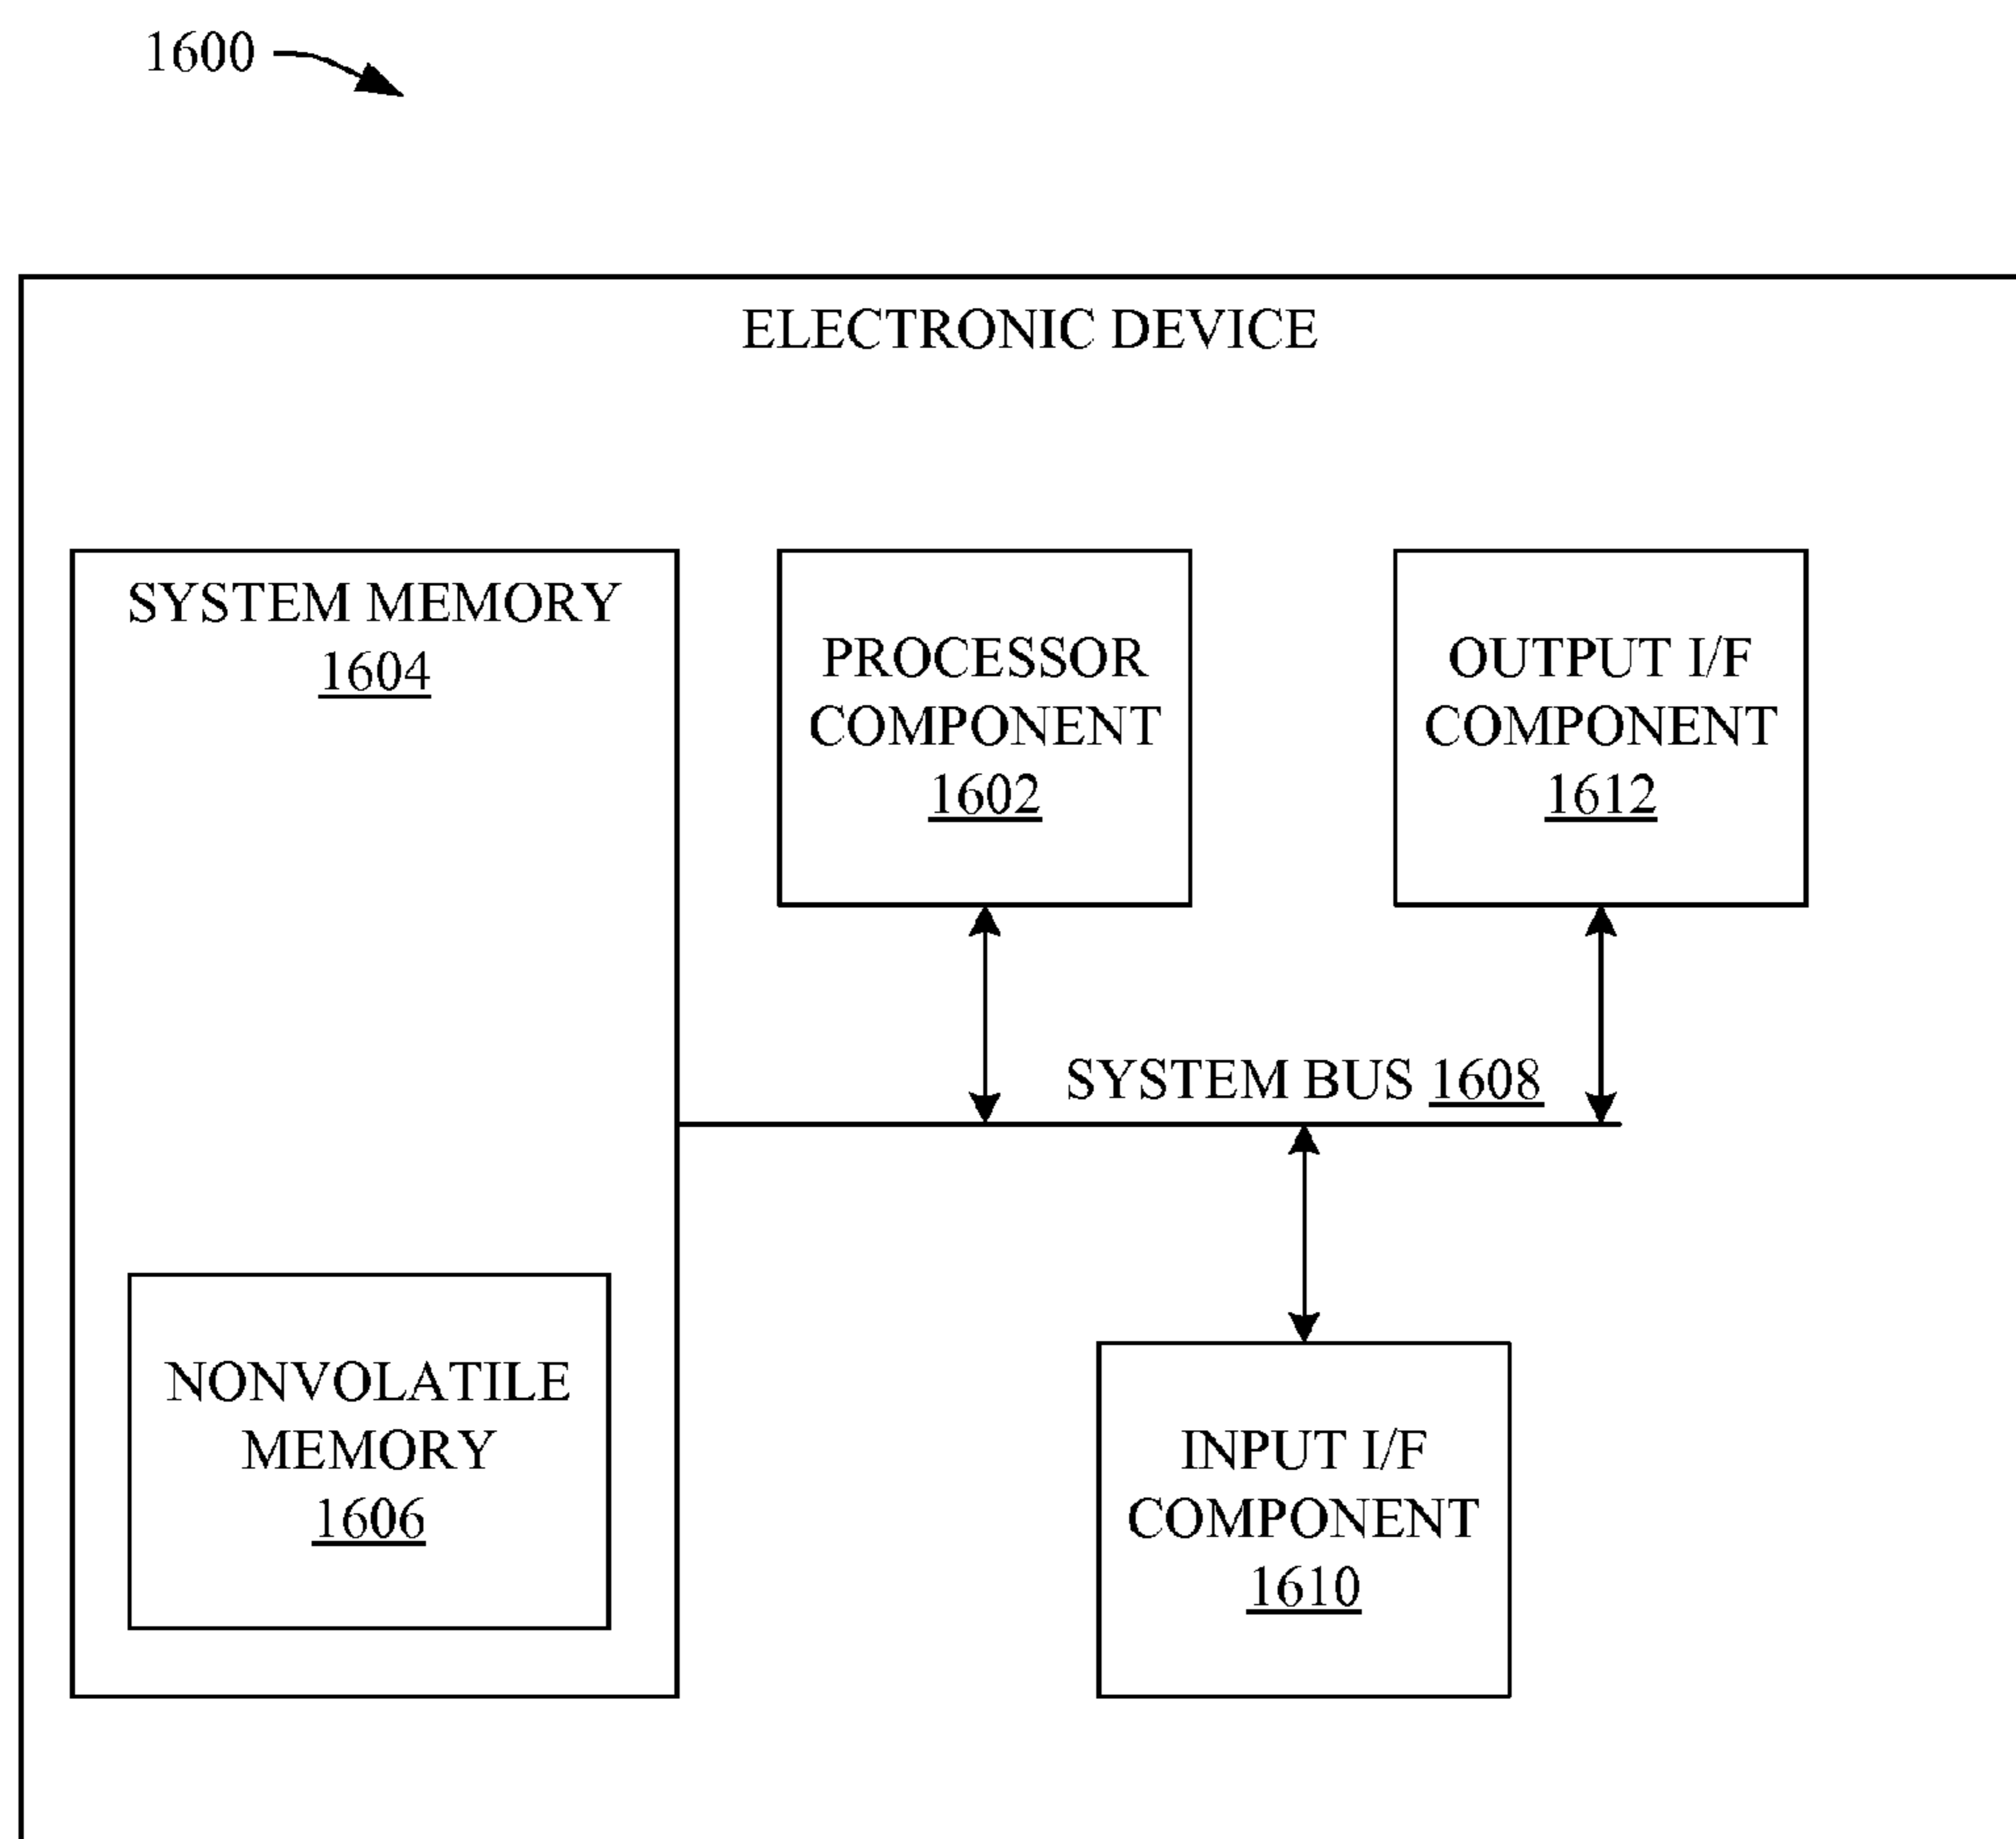 1600
ELECTRONIC DEVICE
SYSTEM MEMORY
1604
PROCESSOR
COMPONENT
1602
OUTPUT I/F
COMPONENT
1612
SYSTEM BUS 1608
NONVOLATILE
MEMORY
1606
INPUT I/F
COMPONENT
1610